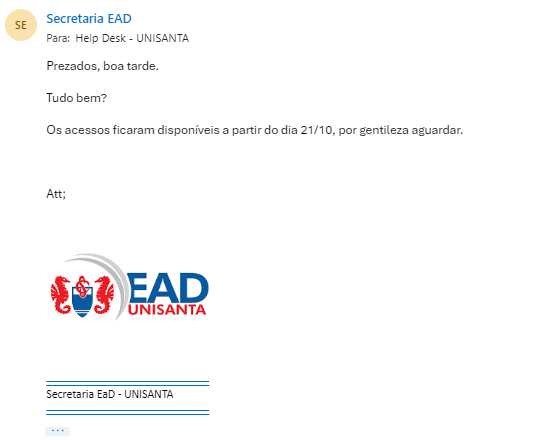 SE
Secretaria EAD
Para: Help Desk - UNISANTA
Prezados, boa tarde.
Tudo bem?
Os acessos ficaram disponíveis a partir do dia 21/10, por gentileza aguardar.
Att;
EAD
UNISANTA
Secretaria EaD - UNISANTA
...